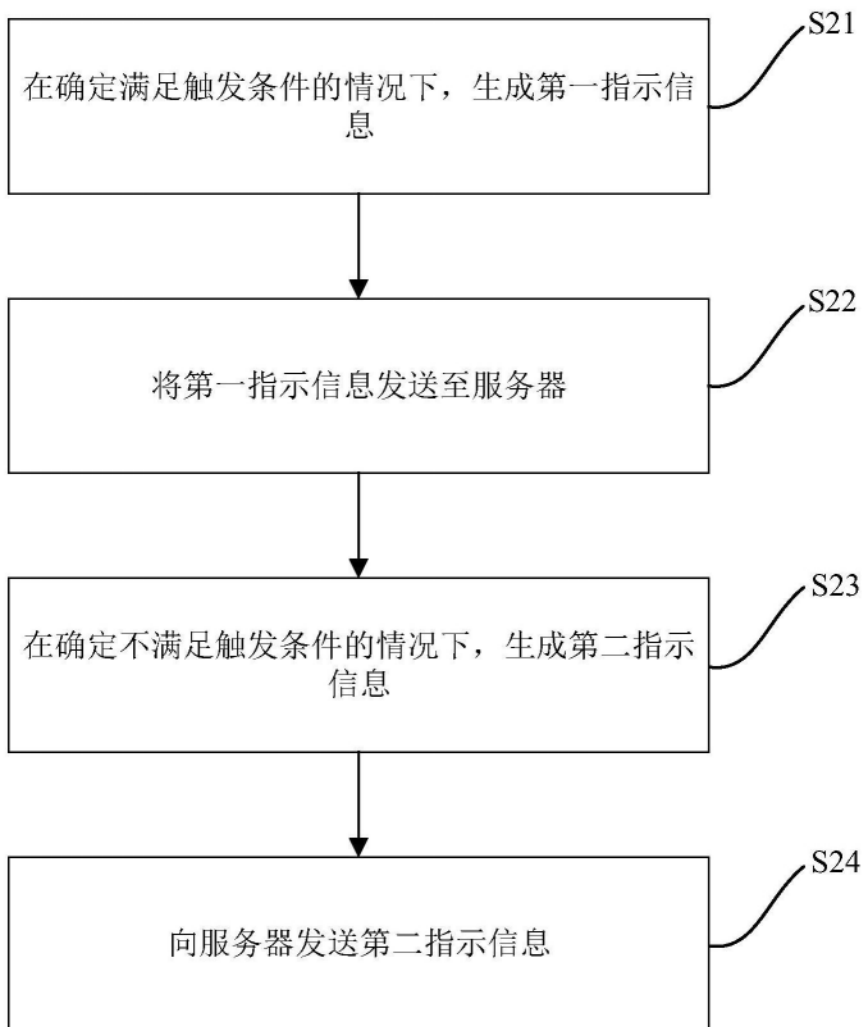 S21
在确定满足触发条件的情况下，生成第一指示信
息
S22
将第一指示信息发送至服务器
S23
在确定不满足触发条件的情况下，生成第二指示
信息
S24
向服务器发送第二指示信息